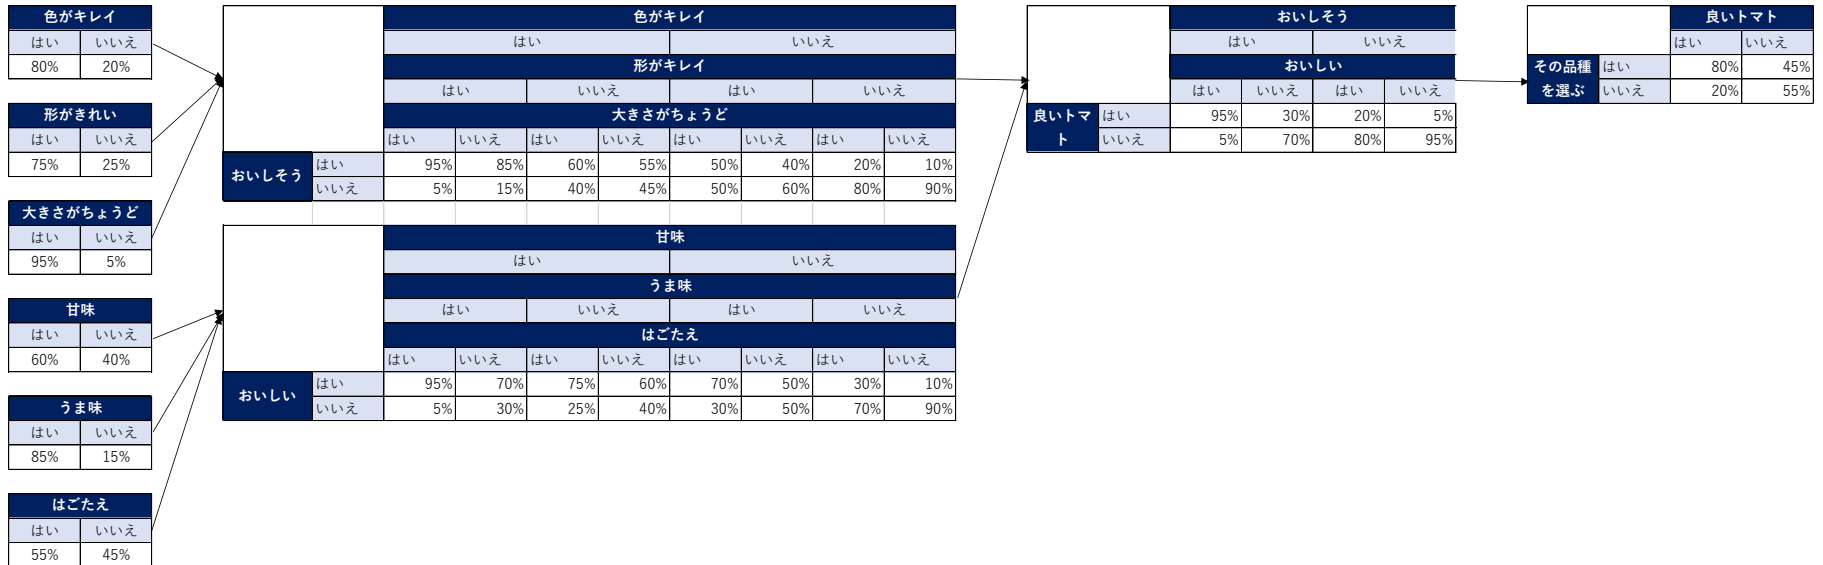 色がキレイ
はい いいえ
80% 20%
形がきれい
はい いいえ
75% 25%
大きさがちょうど
はい いいえ
95% 5%
甘味
はい いいえ
60% 40%
うま味
はい いいえ
85% 15%
はごたえ
はい いいえ
55% 45%
色がキレイ
はい いいえ
形がキレイ
はい いいえ はい いいえ
大きさがちょうど
はい いいえ はい いいえ はい いいえ はい いいえ
おいしそう
はい 95% 85% 60% 55% 50% 40% 20% 10%
いいえ 5% 15% 40% 45% 50% 60% 80% 90%
甘味
はい いいえ
うま味
はい いいえ はい いいえ
はごたえ
はい いいえ はい いいえ はい いいえ はい いいえ
おいしい
はい 95% 70% 75% 60% 70% 50% 30% 10%
いいえ 5% 30% 25% 40% 30% 50% 70% 90%
おいしそう
はい いいえ
おいしい
はい いいえ はい いいえ
良いトマ はい 95% 30% 20% 5%
ト いいえ 5% 70% 80% 95%
良いトマト
はい いいえ
その品種 はい 80% 45%
を選ぶ いいえ 20% 55%